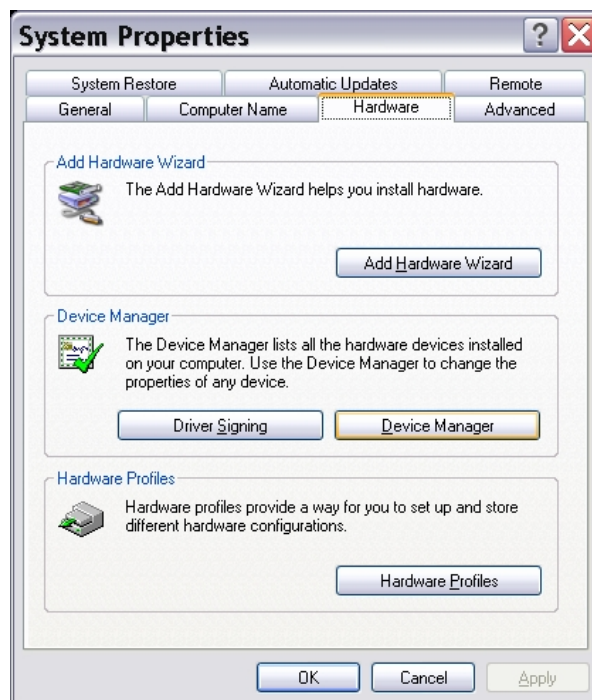 System Properties
?
System Restore
Automatic Updates
Remote
General
Computer Name
Hardware
Advanced
Add Hardware Wizard
The Add Hardware Wizard helps you install hardware.
Add Hardware Wizard
Device Manager
The Device Manager lists all the hardware devices installed
on your computer. Use the Device Manager to change the
properties of any device.
Driver Signing
Device Manager
Hardware Profiles
Hardware profiles provide a way for you to set up and store
different hardware configurations.
Hardware Profiles
OK
Cancel
Apply